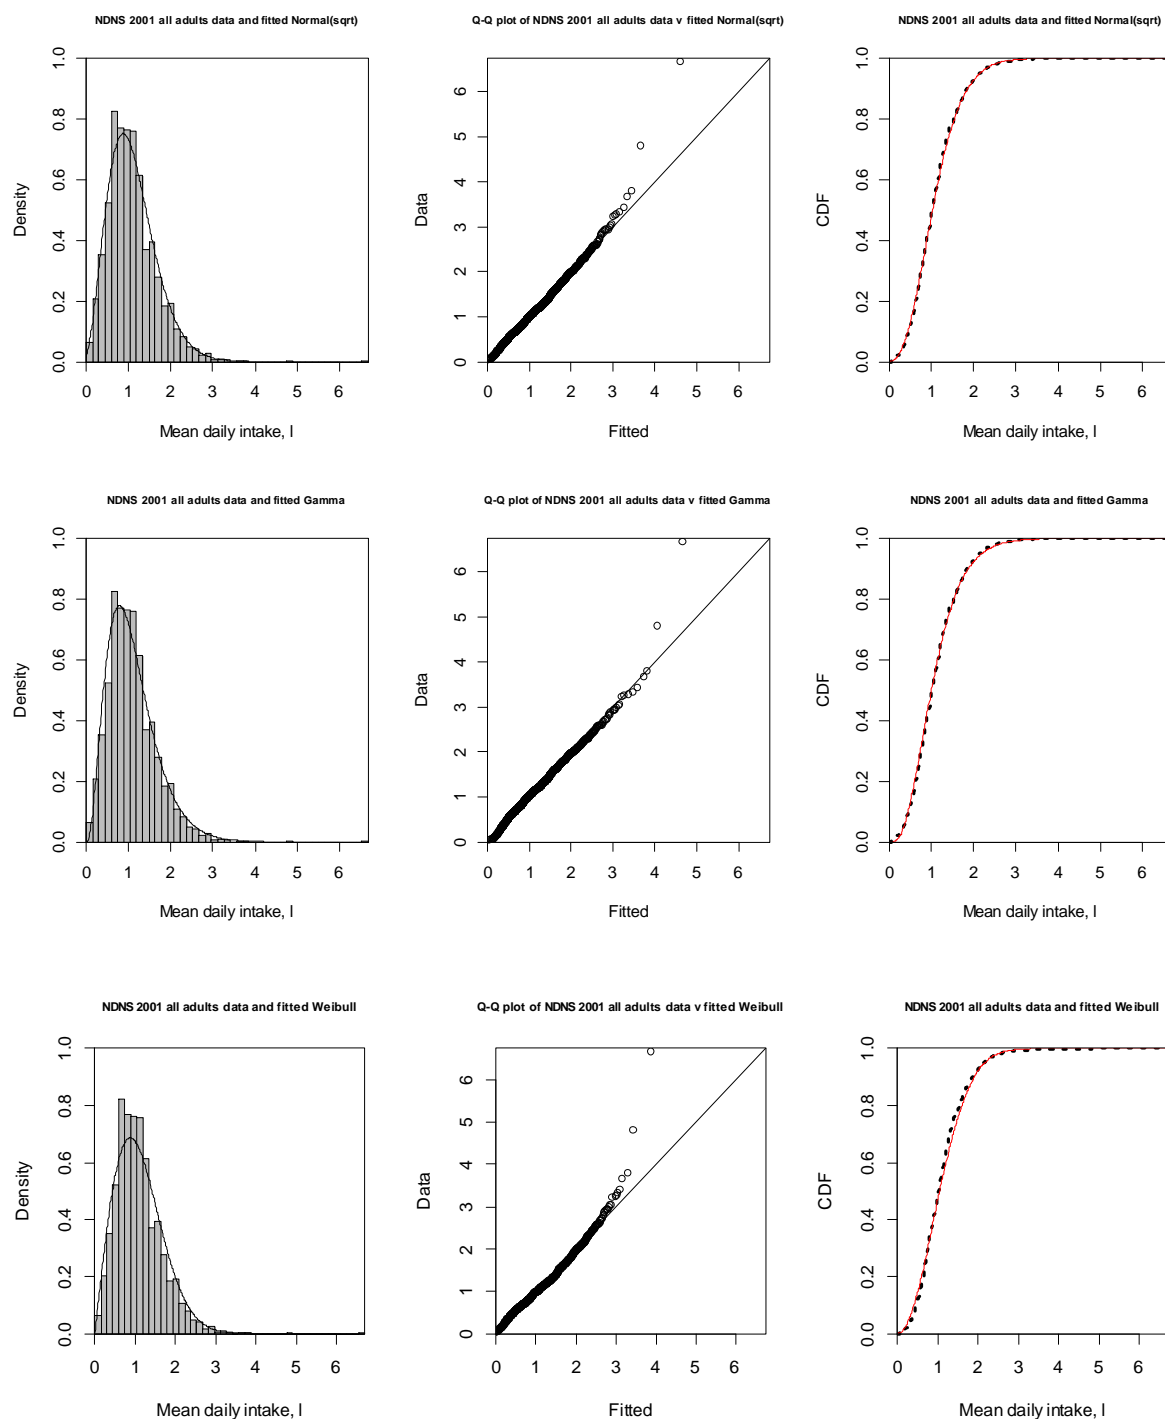 NDNS 2001 all adults data and fitted Normal(sqrt)
Q-Q plot of NDNS 2001 all adults data v fitted Normal(sqrt)
NDNS 2001 all adults data and fitted Normal(sqrt)
Density
0.0 0.2 0.4 0.6 0.8 1.0
0 1 2 3 4 5 6
Mean daily intake, l
Data
0 1 2 3 4 5 6
0 1 2 3 4 5 6
Fitted
CDF
0.0 0.2 0.4 0.6 0.8 1.0
0 1 2 3 4 5 6
Mean daily intake, l
NDNS 2001 all adults data and fitted Gamma
Q-Q plot of NDNS 2001 all adults data v fitted Gamma
NDNS 2001 all adults data and fitted Gamma
Density
0.0 0.2 0.4 0.6 0.8 1.0
0 1 2 3 4 5 6
Mean daily intake, l
Data
0 1 2 3 4 5 6
0 1 2 3 4 5 6
Fitted
CDF
0.0 0.2 0.4 0.6 0.8 1.0
0 1 2 3 4 5 6
Mean daily intake, l
NDNS 2001 all adults data and fitted Weibull
Q-Q plot of NDNS 2001 all adults data v fitted Weibull
NDNS 2001 all adults data and fitted Weibull
Density
0.0 0.2 0.4 0.6 0.8 1.0
0 1 2 3 4 5 6
Mean daily intake, l
Data
0 1 2 3 4 5 6
0 1 2 3 4 5 6
Fitted
CDF
0.0 0.2 0.4 0.6 0.8 1.0
0 1 2 3 4 5 6
Mean daily intake, l